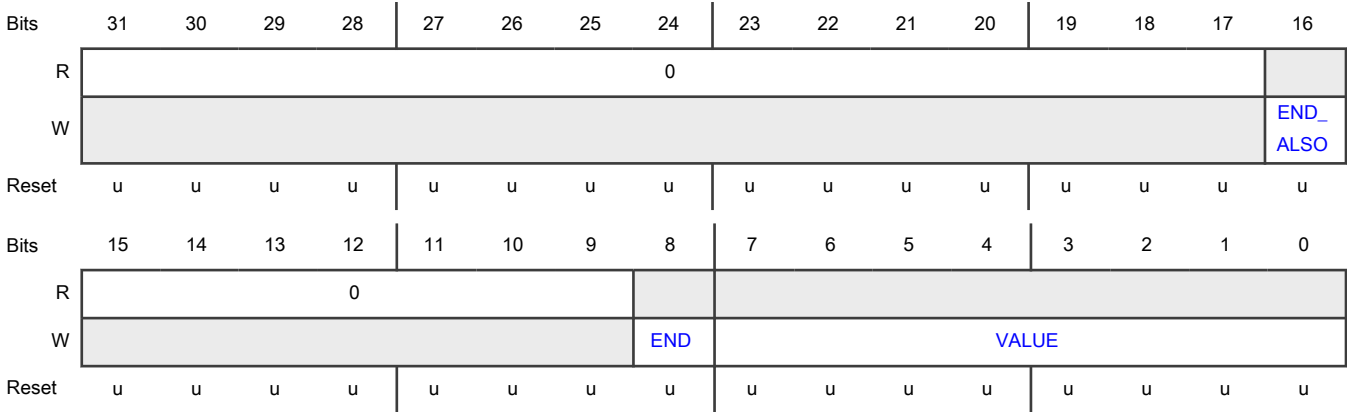 Bits 31 30 29 28 27 26 25 24 23 22 21 20 19 18 17 16
R 0
W END_
ALSO
Reset u u u u u u u u u u u u u u u u
Bits 15 14 13 12 11 10 9 8 7 6 5 4 3 2 1 0
R 0
W END VALUE
Reset u u u u u u u u u u u u u u u u